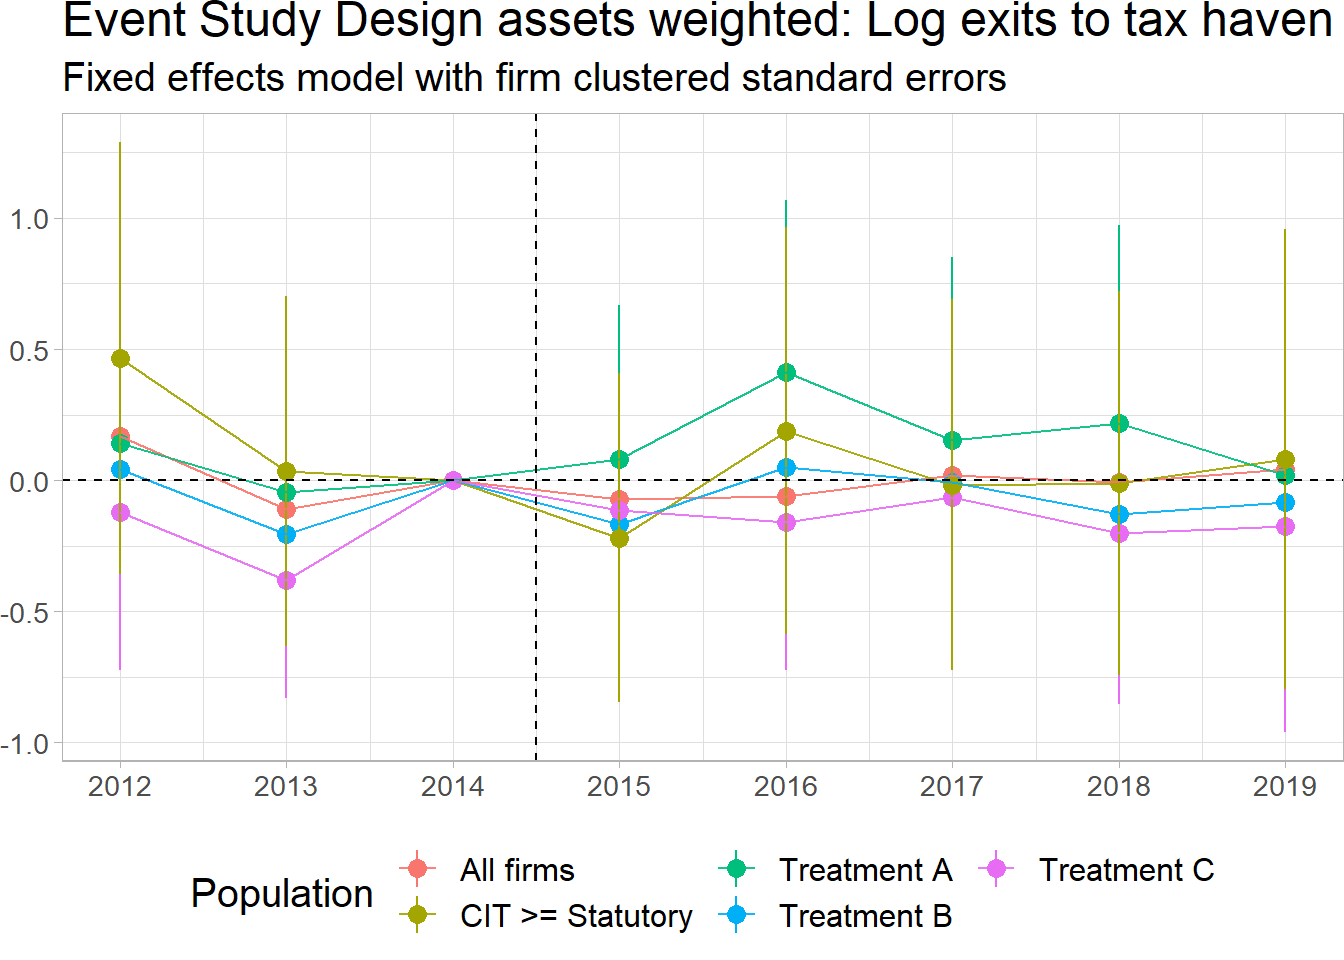 Event Study Design assets weighted: Log exits to tax haven
Fixed effects model with firm clustered standard errors
1.0
0.5
0.0
-0.5
-1.0
2012 2013 2014 2015 2016 2017 2018 2019
Population
All firms
CIT >= Statutory
Treatment A
Treatment B
Treatment C